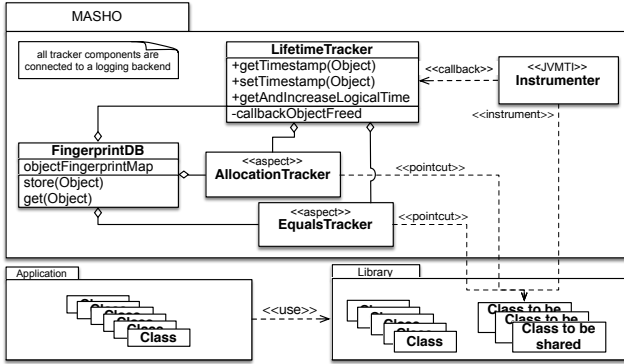 MASHO
all tracker components are
connected to a logging backend
LifetimeTracker
+getTimestamp(Object)
+setTimestamp(Object)
+getAndIncreaseLogicalTime
-callbackObjectFreed
<<callback>>
<<JVMTI>>
Instrumenter
<<instrument>>
FingerprintDB
objectFingerprintMap
store(Object)
get(Object)
<<aspect>>
AllocationTracker
<<pointcut>>
<<aspect>>
EqualsTracker
<<pointcut>>
Application
Class
Class
<<use>>
Library
Class
Class
Class to be
Class to be
Class to be
shared